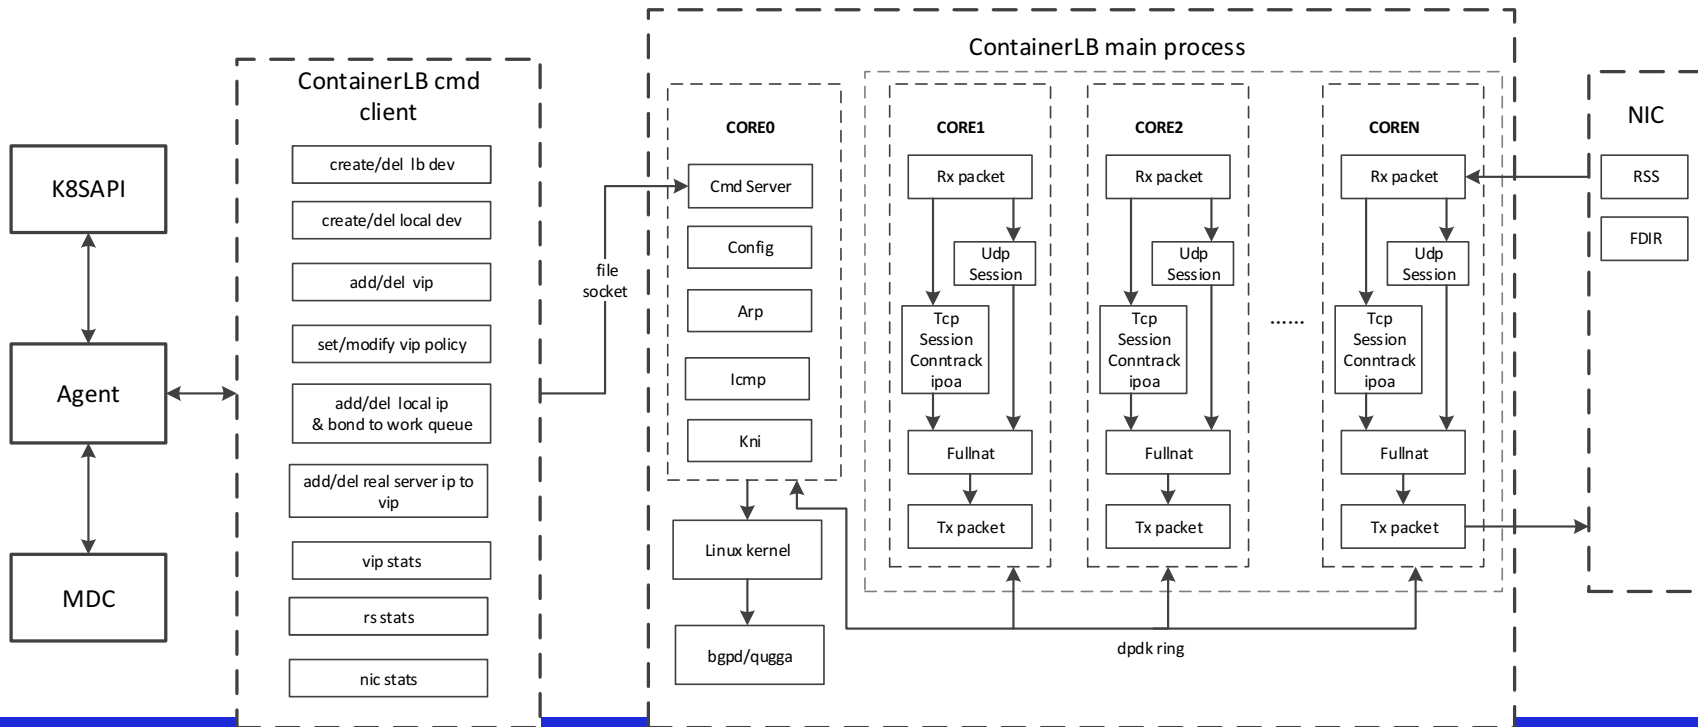 K8SAPI
Agent
MDC
ContainerLB cmd
client
create/del lb dev
create/del local dev
add/del vip
set/modify vip policy
add/del local ip
& bond to work queue
add/del real server ip to
vip
vip stats
rs stats
nic stats
file
socket
ContainerLB main process
CORE0
Cmd Server
Config
Arp
Icmp
Kni
Linux kernel
bgpd/qugga
CORE1
Rx packet
Udp
Session
Tcp
Session
Conntrack
ipoa
Fullnat
Tx packet
CORE2
Rx packet
Udp
Session
Tcp
Session
Conntrack
ipoa
Fullnat
Tx packet
......
COREN
Rx packet
Udp
Session
Tcp
Session
Conntrack
ipoa
Fullnat
Tx packet
dpdk ring
NIC
RSS
FDIR